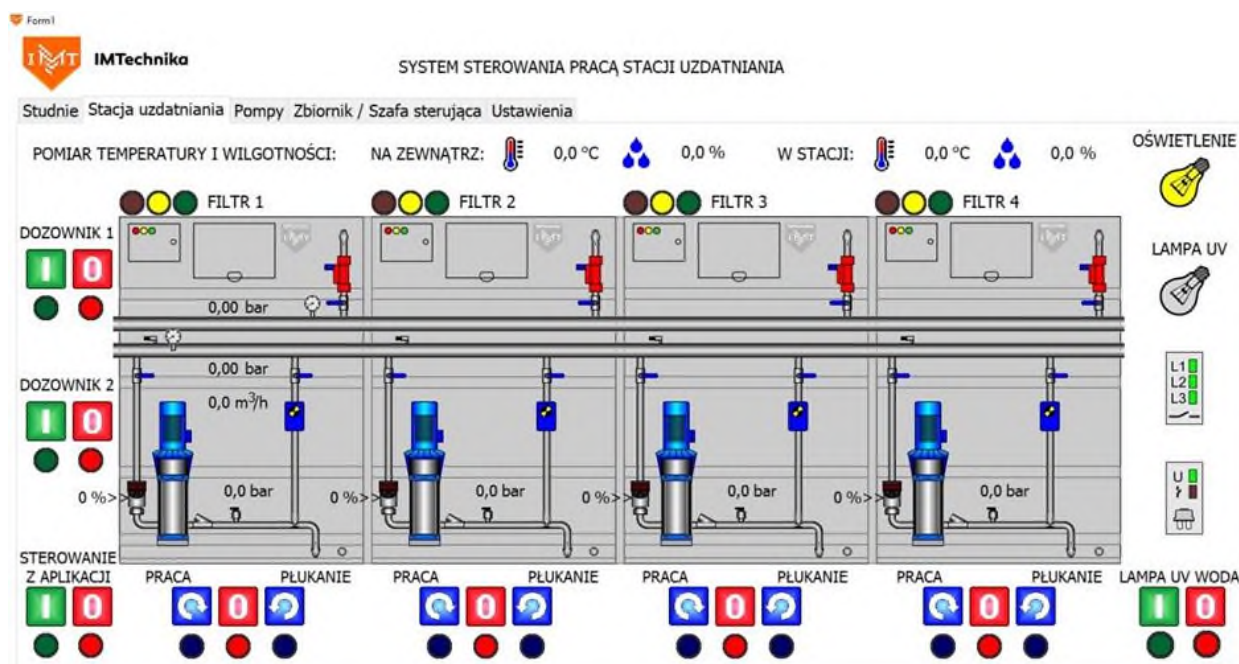 Form1
IMT IMTechnika
SYSTEM STEROWANIA PRACĄ STACJI UZDATNIANIA
Studnie Stacja uzdatniania Pompy Zbiornik / Szafa sterująca Ustawienia
POMIAR TEMPERATURY I WILGOTNOŚCI: NA ZEWNĄTRZ: 0,0 °C 0,0 % W STACJI: 0,0 °C 0,0 %
OŚWIETLENIE
FILTR 1 FILTR 2 FILTR 3 FILTR 4
DOZOWNIK 1
I 0
LAMPA UV
0,00 bar
0,00 bar
DOZOWNIK 2
I 0
0,0 m³/h
L1
L2
L3
U
0 %> 0,0 bar 0 %> 0,0 bar 0 %> 0,0 bar 0 %> 0,0 bar
STEROWANIE
Z APLIKACJI PRACA PŁUKANIE PRACA PŁUKANIE PRACA PŁUKANIE PRACA PŁUKANIE LAMPA UV WODA
I 0 0 0 0 0 I 0